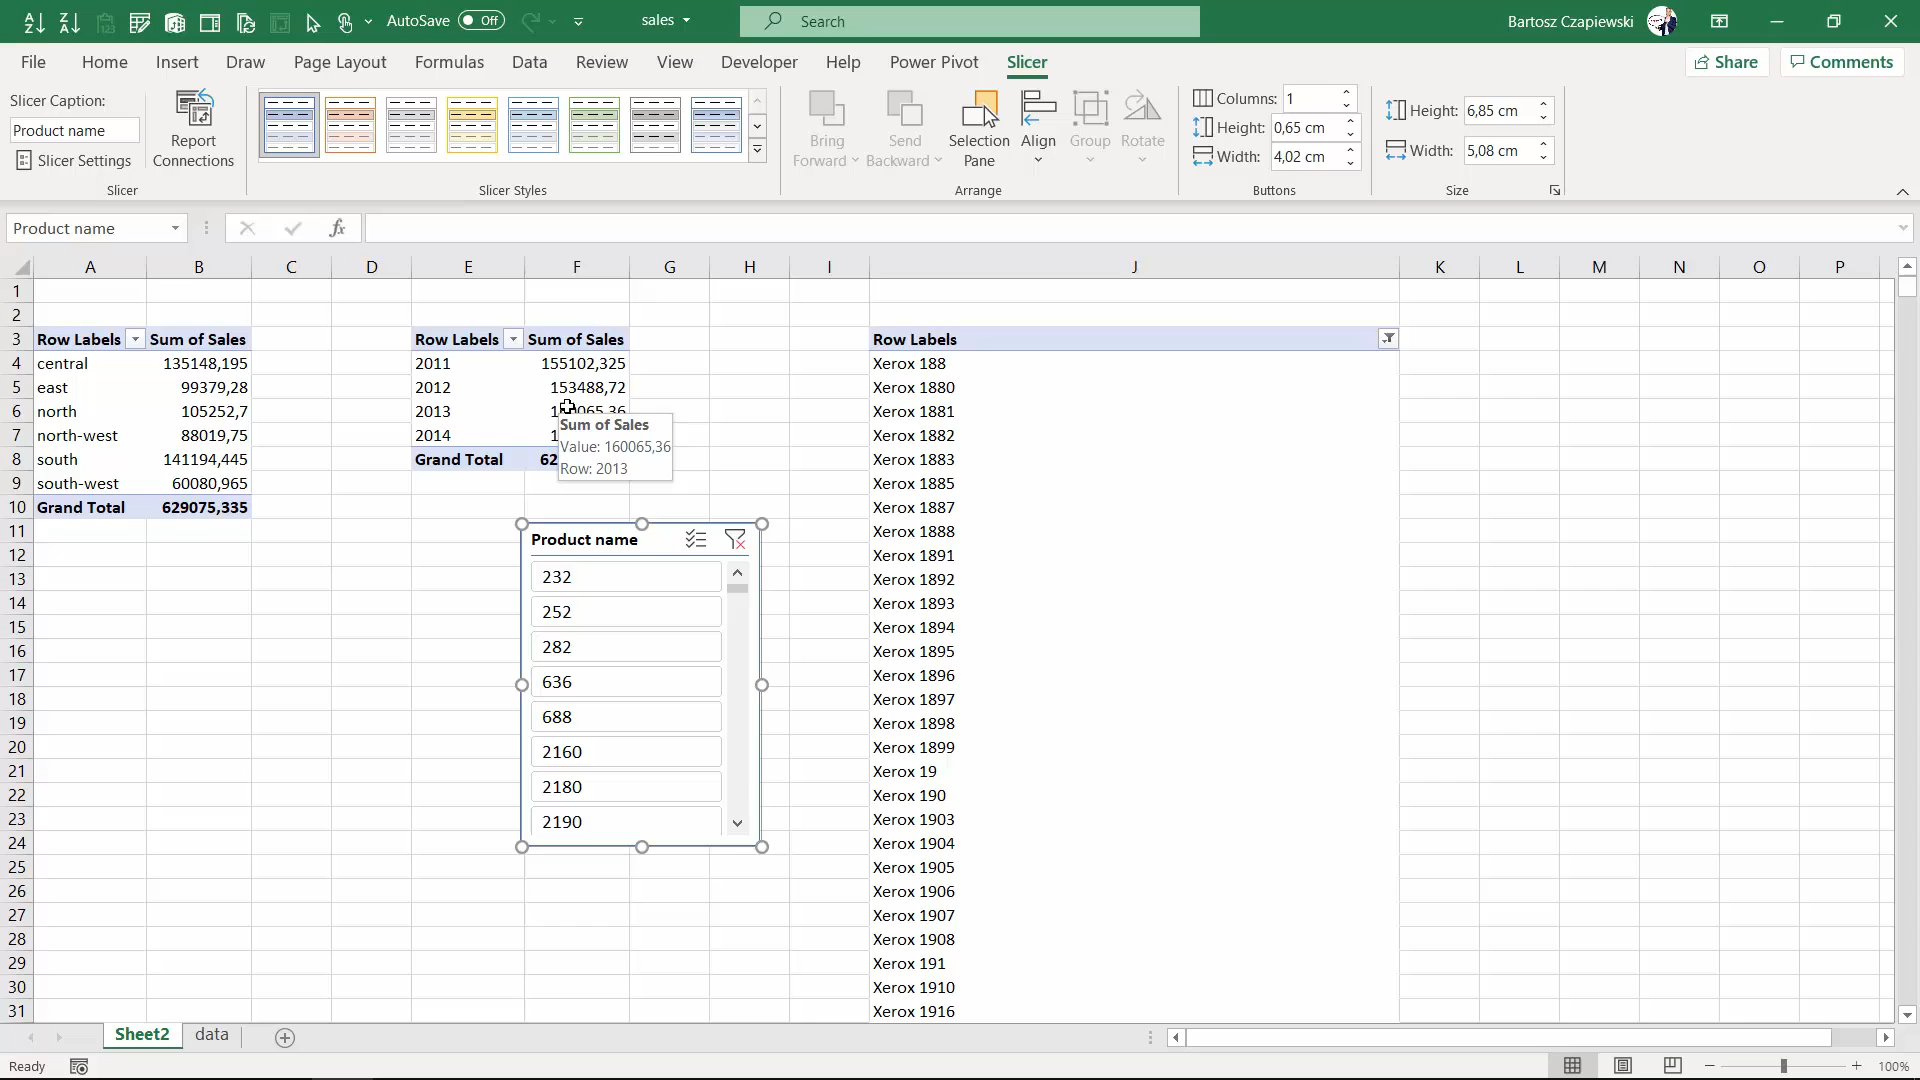 AutoSave Off sales Search Bartosz Czapiewski
File Home Insert Draw Page Layout Formulas Data Review View Developer Help Power Pivot Slicer Share Comments
Slicer Caption:
Product name
Slicer Settings
Report
Connections
Slicer
Slicer Styles
Bring
Forward
Send
Backward
Selection
Pane
Align
Group
Rotate
Arrange
Columns: 1
Height: 0,65 cm
Width: 4,02 cm
Buttons
Height: 6,85 cm
Width: 5,08 cm
Size
Product name fx
A B C D E F G H I J K L M N O P
1
2
3 Row Labels Sum of Sales Row Labels Sum of Sales Row Labels
4 central 135148,195 2011 155102,325 Xerox 188
5 east 99379,28 2012 153488,72 Xerox 1880
6 north 105252,7 2013 Xerox 1881
7 north-west 88019,75 2014 1 Xerox 1882
8 south 141194,445 Grand Total 62 Xerox 1883
9 south-west 60080,965 Xerox 1885
10 Grand Total 629075,335 Xerox 1887
11 Xerox 1888
12 Xerox 1891
13 Xerox 1892
14 Xerox 1893
15 Xerox 1894
16 Xerox 1895
17 Xerox 1896
18 Xerox 1897
19 Xerox 1898
20 Xerox 1899
21 Xerox 19
22 Xerox 190
23 Xerox 1903
24 Xerox 1904
25 Xerox 1905
26 Xerox 1906
27 Xerox 1907
28 Xerox 1908
29 Xerox 191
30 Xerox 1910
31 Xerox 1916
Sum of Sales
Value: 160065,36
Row: 2013
Product name
232
252
282
636
688
2160
2180
2190
Sheet2 data
Ready 100%